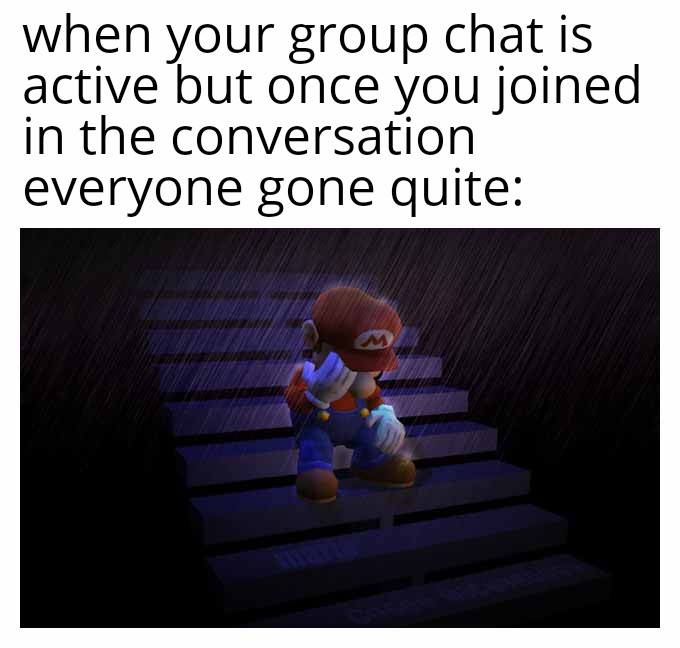 when your group chat is
active but once you joined
in the conversation
everyone gone quite:
M